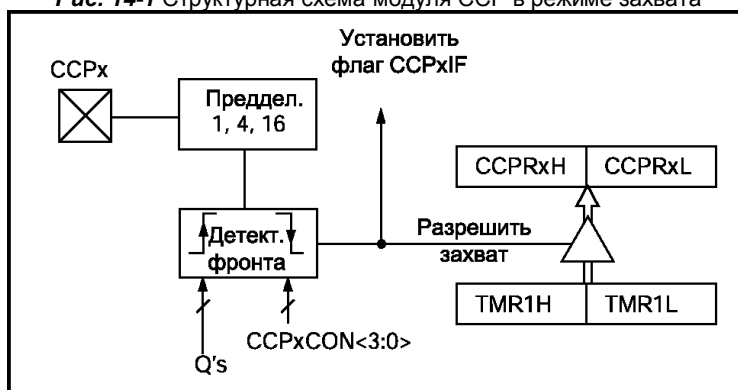 Рис. 14-1 Структурная схема модуля CCP в режиме захвата
Установить
флаг CCPxIF
CCPx
Преддел.
1, 4, 16
CCPRxH CCPRxL
Детект.
фронта
Разрешить
захват
TMR1H TMR1L
CCPxCON<3:0>
Q's